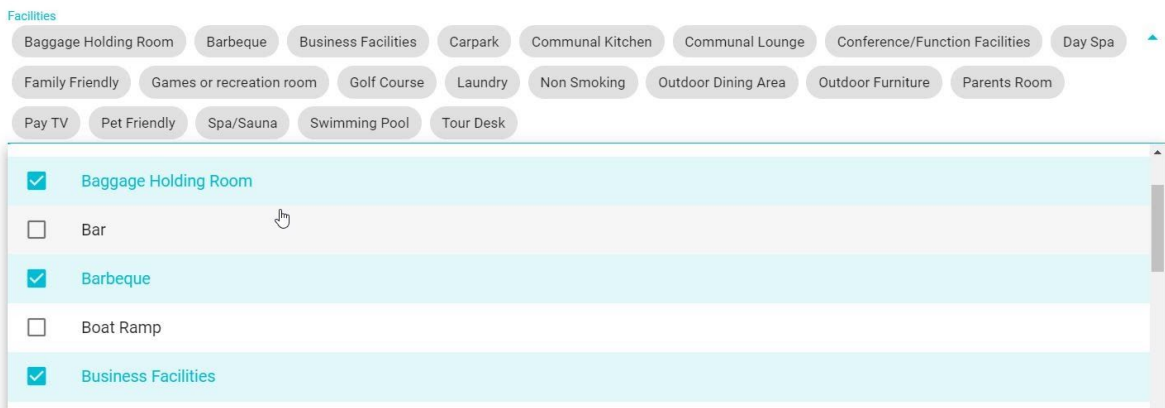 Facilities
Baggage Holding Room Barbeque Business Facilities Carpark Communal Kitchen Communal Lounge Conference/Function Facilities Day Spa
Family Friendly Games or recreation room Golf Course Laundry Non Smoking Outdoor Dining Area Outdoor Furniture Parents Room
Pay TV Pet Friendly Spa/Sauna Swimming Pool Tour Desk
Baggage Holding Room
Bar
Barbeque
Boat Ramp
Business Facilities